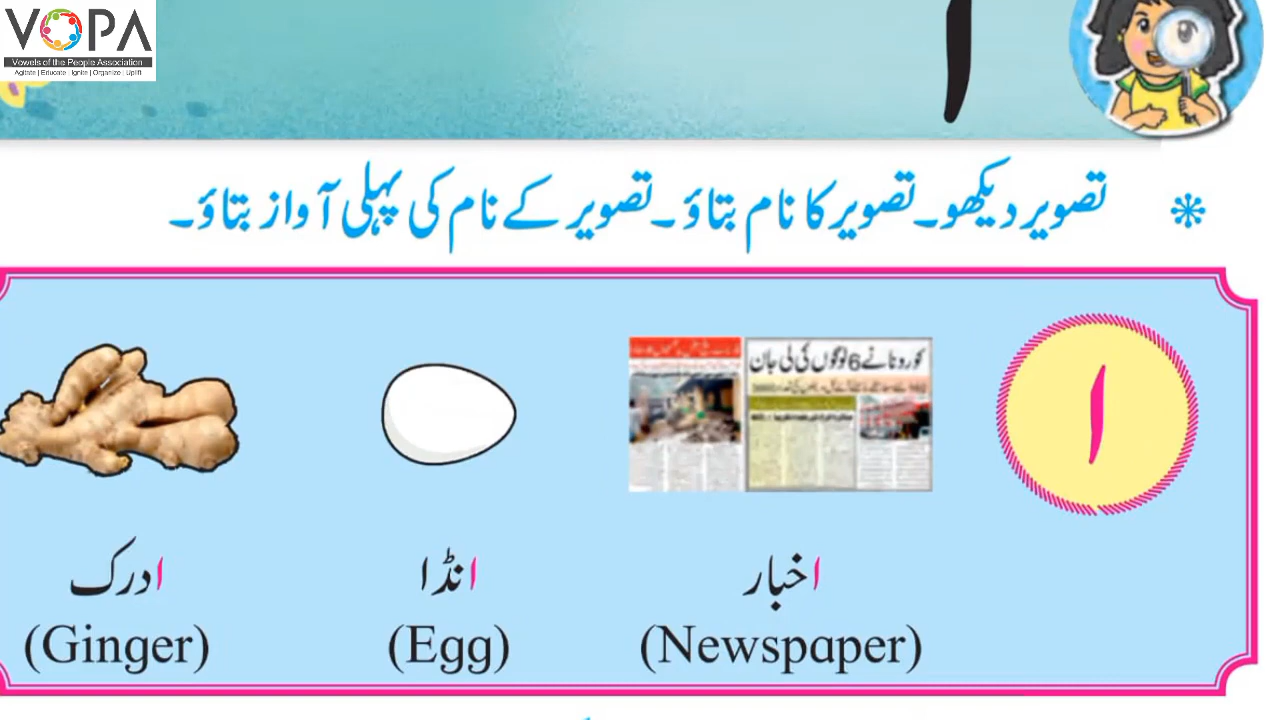 VOPA
Vowels of the People Association
Agitate | Educate | Ignite | Organize | Uplift
ا
تصویر دیکھو۔ تصویر کا نام بتاؤ۔ تصویر کے نام کی پہلی آواز بتاؤ۔
ا
کورونا نے 6 لوگوں کی لی جان
اخبار
انڈا
ادرک
(Newspaper)
(Egg)
(Ginger)